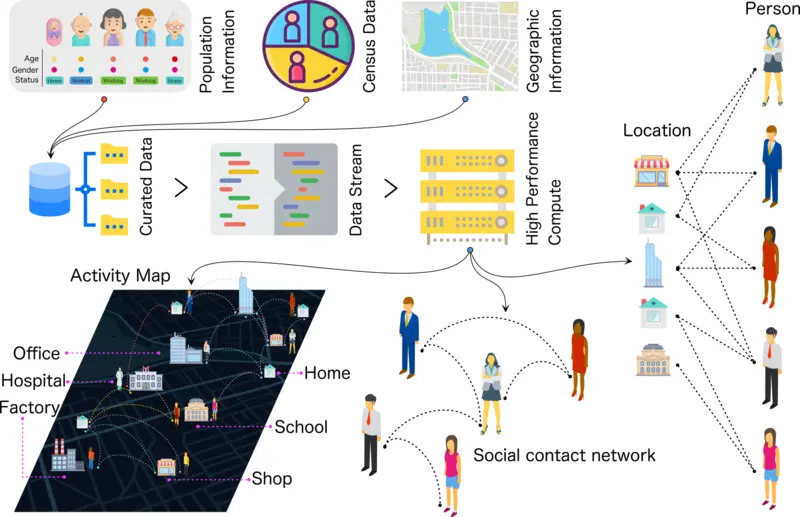 Person
Age
Gender
Status
Home
Student
Working
Working
Home
Population
Information
Census Data
Geographic
Information
Location
Curated Data
Data Stream
High Performance
Compute
Activity Map
Office
Hospital
Factory
Home
School
Shop
Social contact network